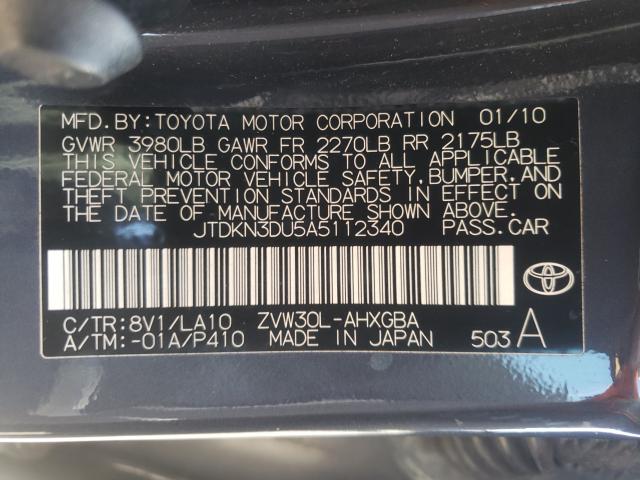 MFD.BY:TOYOTA MOTOR CORPORATION 01/10
GVWR 3980LB GAWR FR 2270LB RR 2175LB
THIS VEHICLE CONFORMS TO ALL APPLICABLE
FEDERAL MOTOR VEHICLE SAFETY,BUMPER,AND
THEFT PREVENTION STANDARDS IN EFFECT ON
THE DATE OF MANUFACTURE SHOWN ABOVE.
JTDKN3DU5A5112340 PASS.CAR
C/TR:8V1/LA10 ZVW30L-AHXGBA
A/TM:-01A/P410 MADE IN JAPAN 503 A